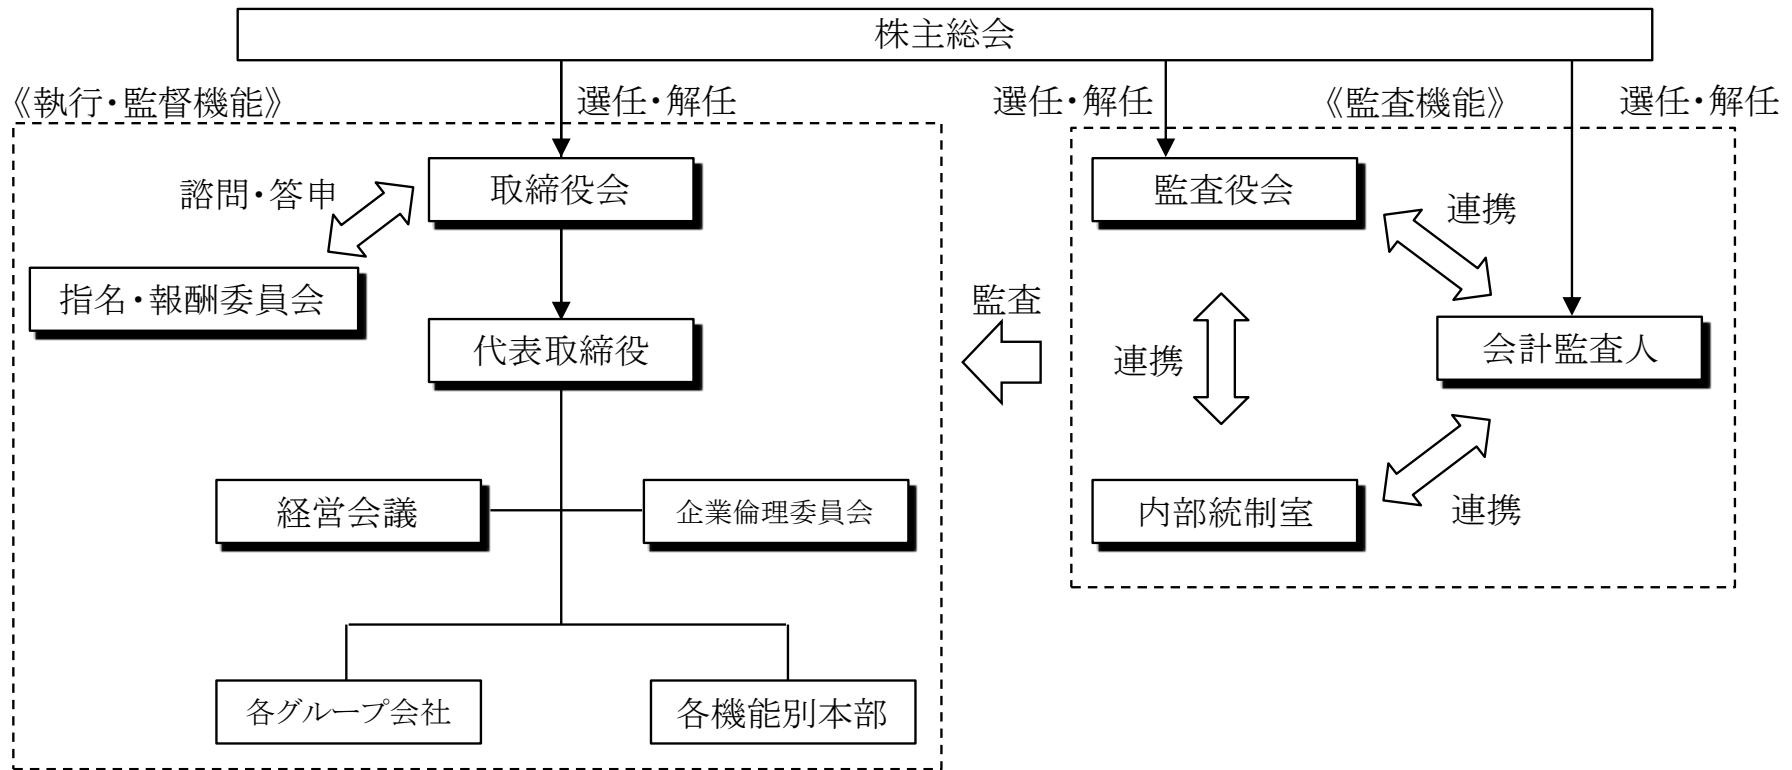 株主総会
《執行・監督機能》
選任・解任
選任・解任
《監査機能》
選任・解任
諮問・答申
取締役会
監査役会
連携
指名・報酬委員会
監査
代表取締役
連携
会計監査人
経営会議
企業倫理委員会
内部統制室
連携
各グループ会社
各機能別本部